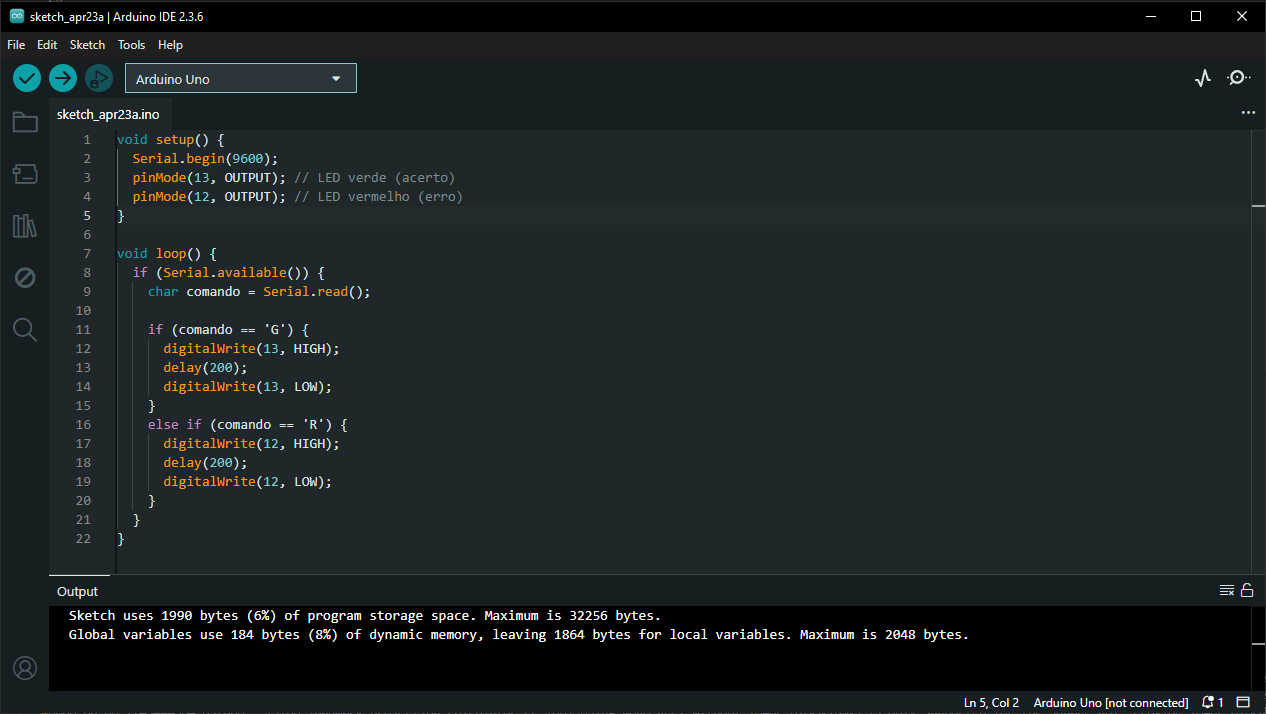 sketch_apr23a | Arduino IDE 2.3.6
File Edit Sketch Tools Help
Arduino Uno
sketch_apr23a.ino
1 void setup() {
2 Serial.begin(9600);
3 pinMode(13, OUTPUT); // LED verde (acerto)
4 pinMode(12, OUTPUT); // LED vermelho (erro)
5 }
6
7 void loop() {
8 if (Serial.available()) {
9 char comando = Serial.read();
10
11 if (comando == 'G') {
12 digitalWrite(13, HIGH);
13 delay(200);
14 digitalWrite(13, LOW);
15 }
16 else if (comando == 'R') {
17 digitalWrite(12, HIGH);
18 delay(200);
19 digitalWrite(12, LOW);
20 }
21 }
22 }
Output
Sketch uses 1990 bytes (6%) of program storage space. Maximum is 32256 bytes.
Global variables use 184 bytes (8%) of dynamic memory, leaving 1864 bytes for local variables. Maximum is 2048 bytes.
Ln 5, Col 2 Arduino Uno [not connected] 1